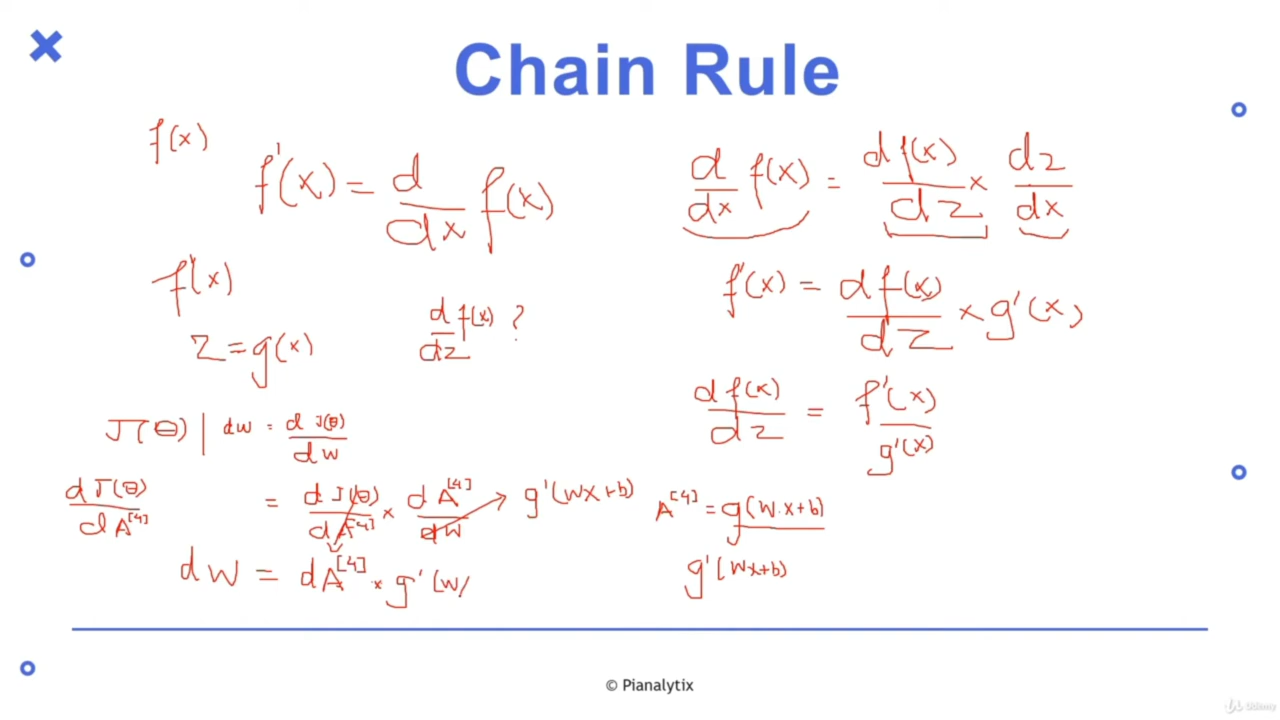 Chain Rule
f(x)
f'(x) = d/dx f(x)
d/dx f(x) = df(x)/dz × dz/dx
f'(x)
z = g(x)
d/dz f(x) ?
f'(x) = df(x)/dz × g'(x)
df(x)/dz = f'(x)/g'(x)
J(θ) | dw = dJ(θ)/dw
dJ(θ)/dA[4] = dJ(θ)/dA[4] × dA[4]/dw → g'(wx+b)
A[4] = g(w.x+b)
g'(wx+b)
dw = dA[4] × g'(w
© Pianalytix
Udemy